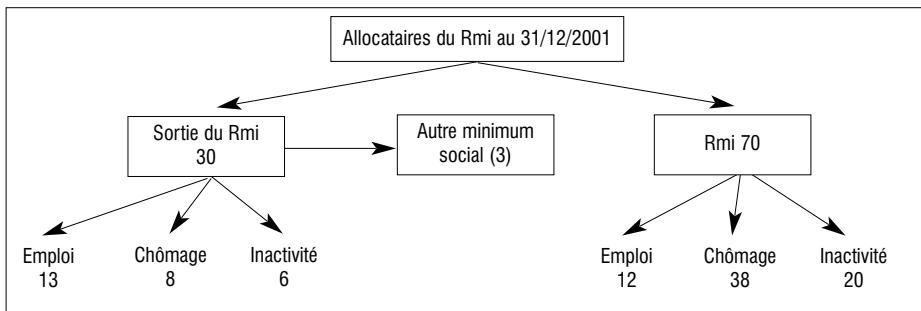 Allocataires du Rmi au 31/12/2001
Sortie du Rmi
30
Autre minimum
social (3)
Rmi 70
Emploi
13
Chômage
8
Inactivité
6
Emploi
12
Chômage
38
Inactivité
20